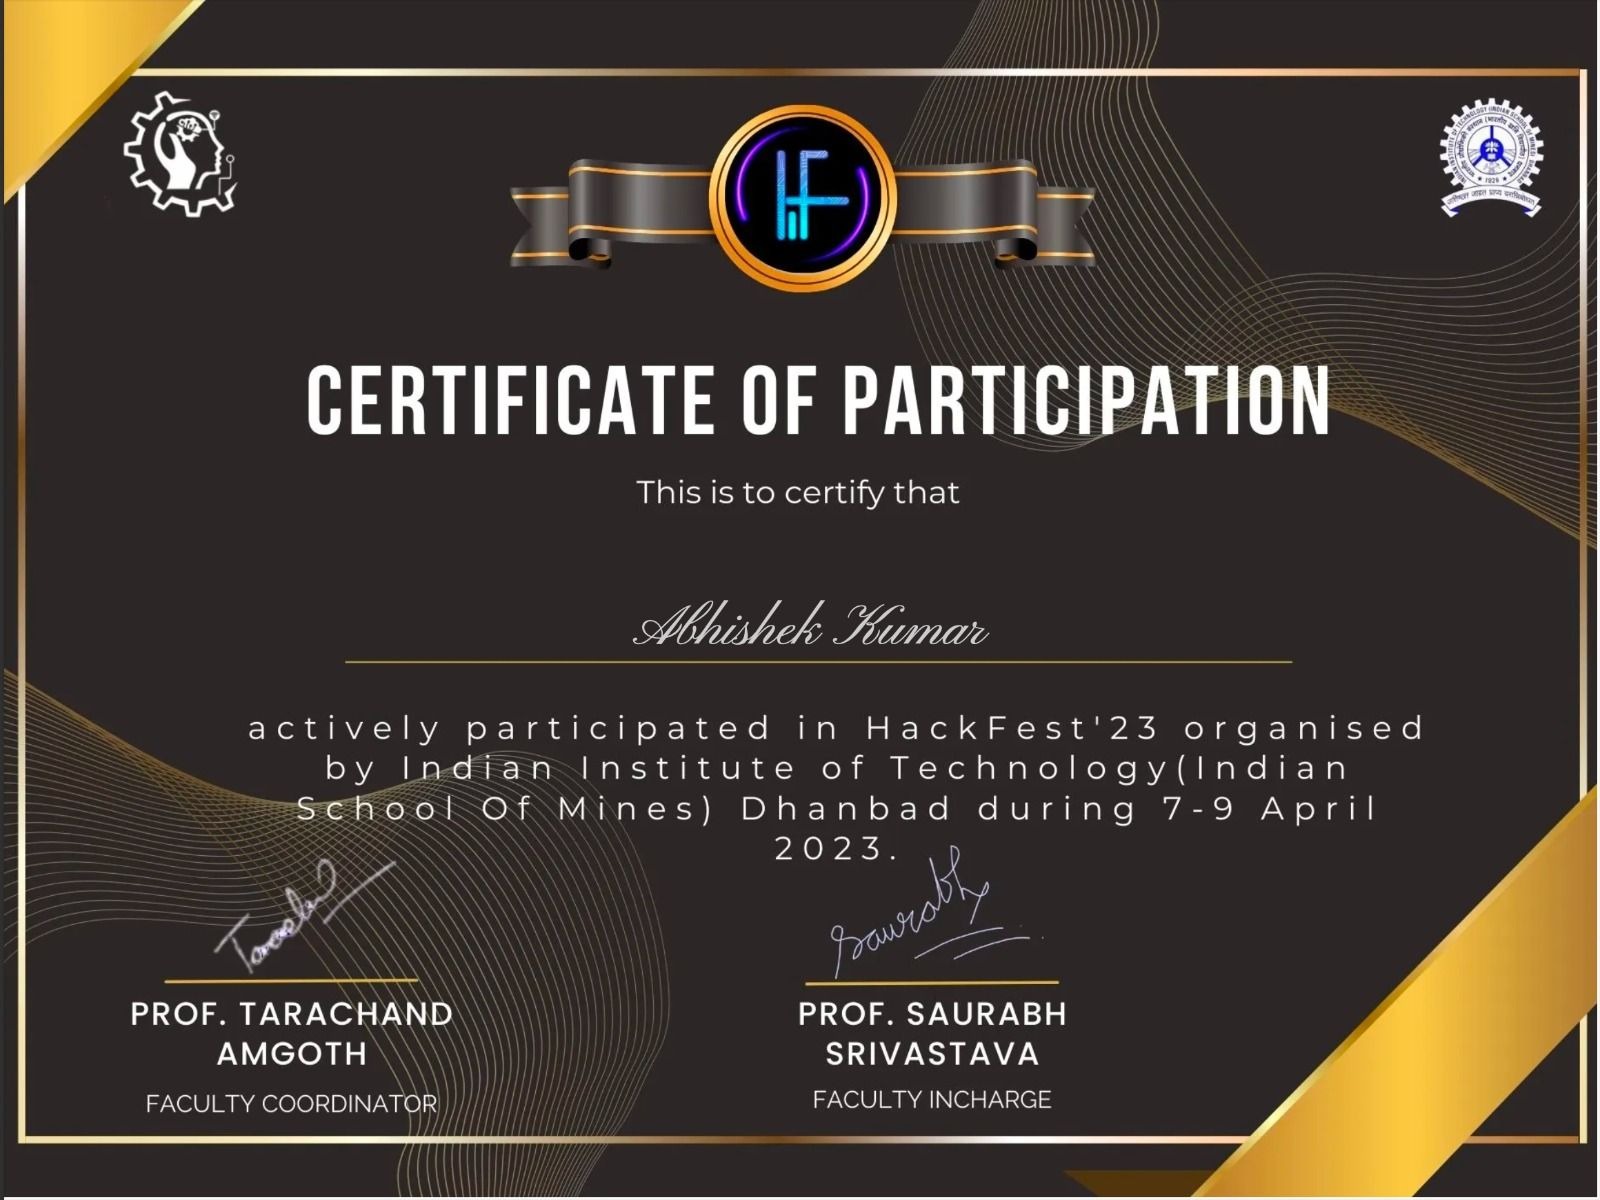 CERTIFICATE OF PARTICIPATION
This is to certify that
Abhishek Kumar
actively participated in HackFest'23 organised
by Indian Institute of Technology(Indian
School Of Mines) Dhanbad during 7-9 April
2023.
Saurabh
PROF. TARACHAND
AMGOTH
FACULTY COORDINATOR
PROF. SAURABH
SRIVASTAVA
FACULTY INCHARGE